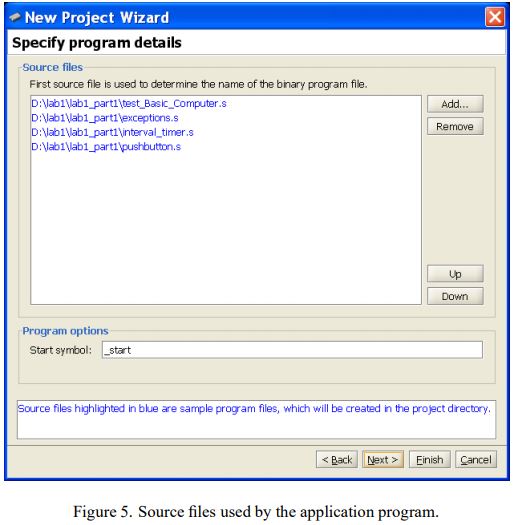 New Project Wizard
Specify program details
Source files
First source file is used to determine the name of the binary program file.
D:\lab1\lab1_part1\test_Basic_Computer.s
D:\lab1\lab1_part1\exceptions.s
D:\lab1\lab1_part1\interval_timer.s
D:\lab1\lab1_part1\pushbutton.s
Add...
Remove
Up
Down
Program options
Start symbol: _start
Source files highlighted in blue are sample program files, which will be created in the project directory.
< Back Next > Finish Cancel
Figure 5. Source files used by the application program.